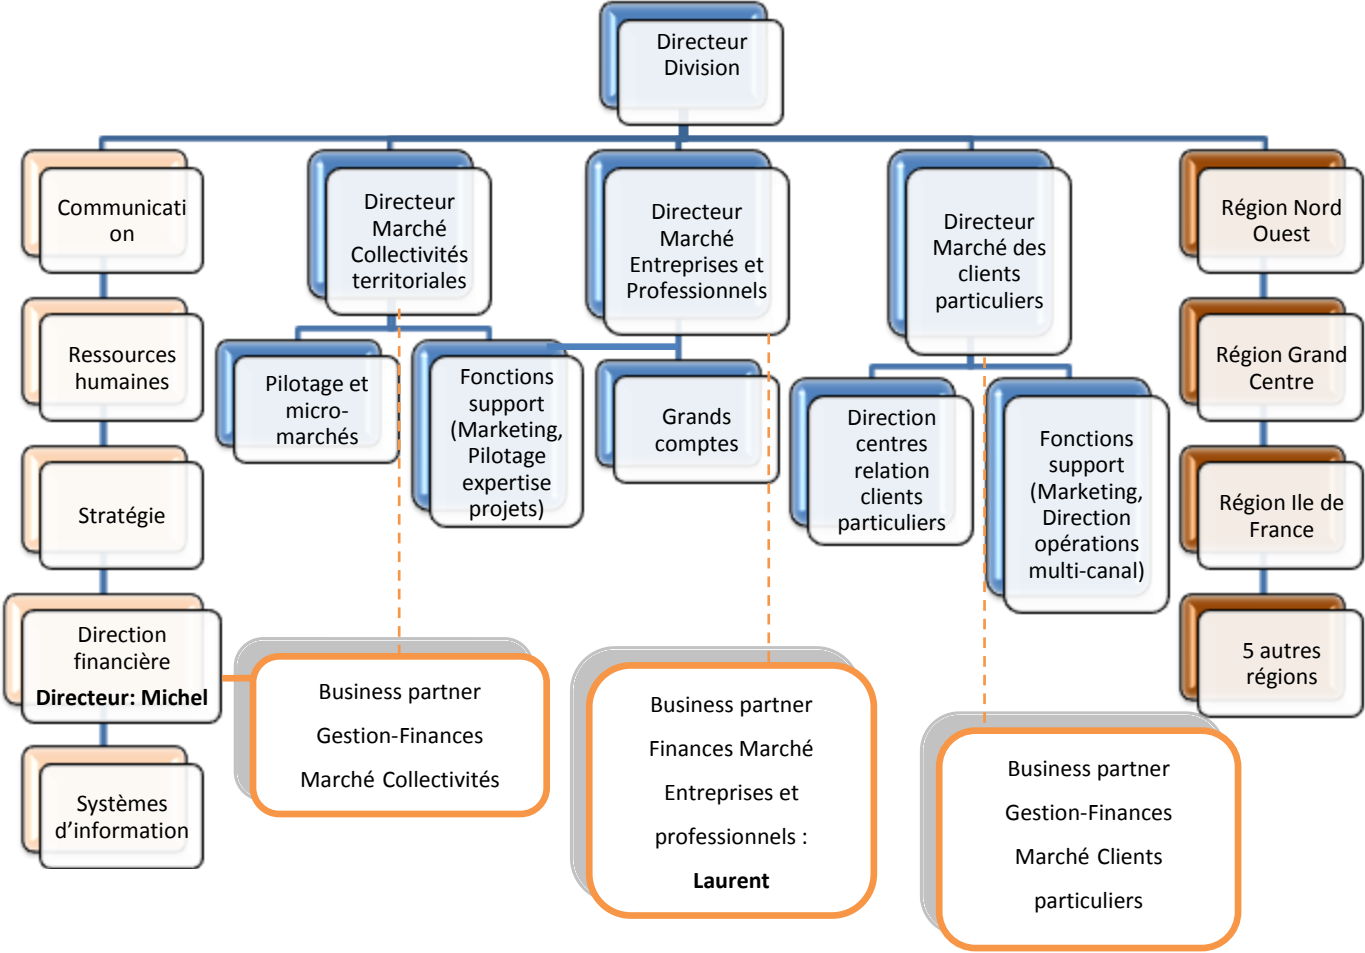 Directeur
Division
Communicati
on
Ressources
humaines
Stratégie
Direction
financière
Directeur: Michel
Systèmes
d’information
Directeur
Marché
Collectivités
territoriales
Pilotage et
micro-
marchés
Fonctions
support
(Marketing,
Pilotage
expertise
projets)
Directeur
Marché
Entreprises et
Professionnels
Grands
comptes
Directeur
Marché des
clients
particuliers
Direction
centres
relation
clients
particuliers
Fonctions
support
(Marketing,
Direction
opérations
multi-canal)
Région Nord
Ouest
Région Grand
Centre
Région Ile de
France
5 autres
régions
Business partner
Gestion-Finances
Marché Collectivités
Business partner
Finances Marché
Entreprises et
professionnels :
Laurent
Business partner
Gestion-Finances
Marché Clients
particuliers